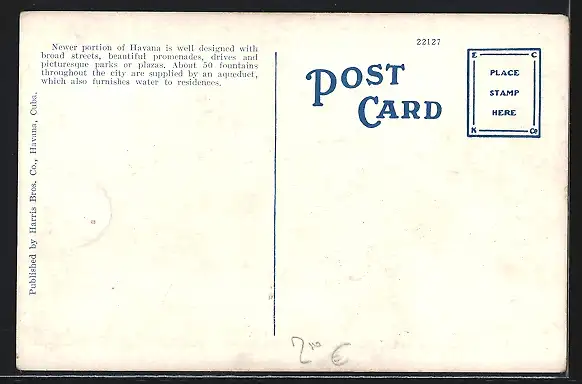 Newer portion of Havana is well designed with
broad streets, beautiful promenades, drives and
picturesque parks or plazas. About 50 fountains
throughout the city are supplied by an aqueduct,
which also furnishes water to residences.
Published by Harris Bros. Co., Havana, Cuba.
22127
POST
CARD
E C
PLACE
STAMP
HERE
K Co
€